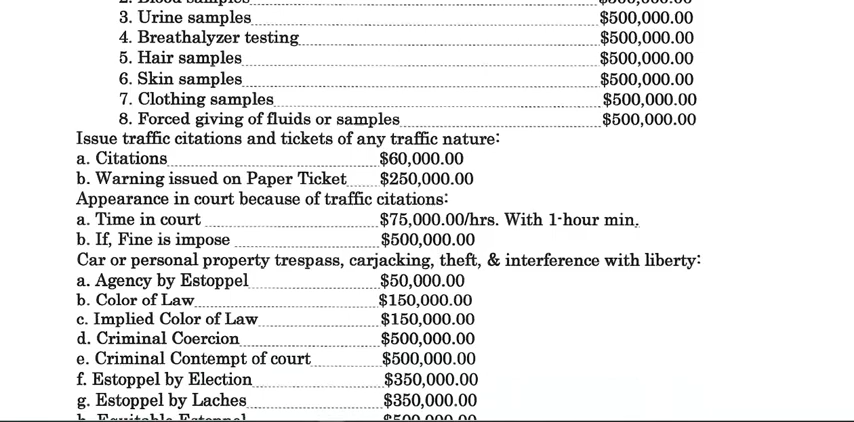 3. Urine samples $500,000.00
4. Breathalyzer testing $500,000.00
5. Hair samples $500,000.00
6. Skin samples $500,000.00
7. Clothing samples $500,000.00
8. Forced giving of fluids or samples $500,000.00
Issue traffic citations and tickets of any traffic nature:
a. Citations $60,000.00
b. Warning issued on Paper Ticket $250,000.00
Appearance in court because of traffic citations:
a. Time in court $75,000.00/hrs. With 1-hour min.
b. If, Fine is impose $500,000.00
Car or personal property trespass, carjacking, theft, & interference with liberty:
a. Agency by Estoppel $50,000.00
b. Color of Law $150,000.00
c. Implied Color of Law $150,000.00
d. Criminal Coercion $500,000.00
e. Criminal Contempt of court $500,000.00
f. Estoppel by Election $350,000.00
g. Estoppel by Laches $350,000.00